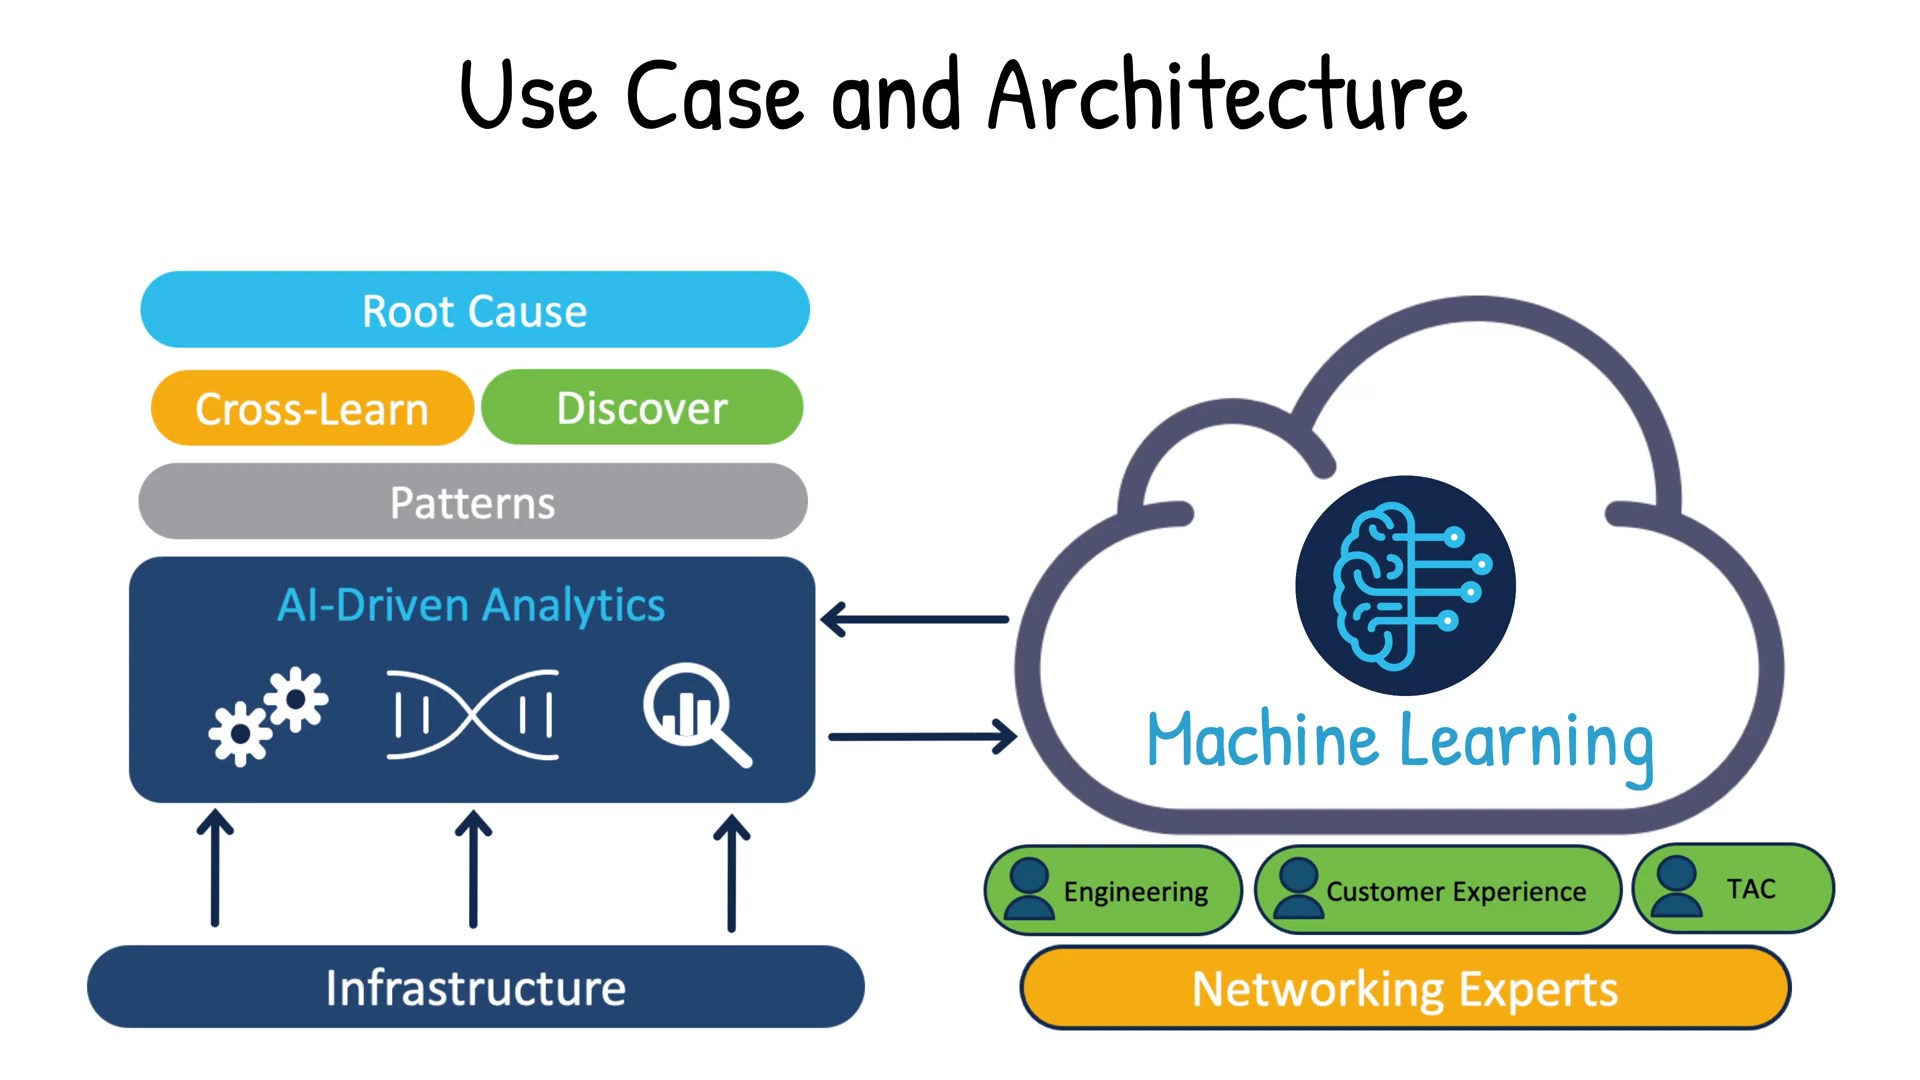 Use Case and Architecture
Root Cause
Cross-Learn
Discover
Patterns
AI-Driven Analytics
Infrastructure
Machine Learning
Engineering
Customer Experience
TAC
Networking Experts